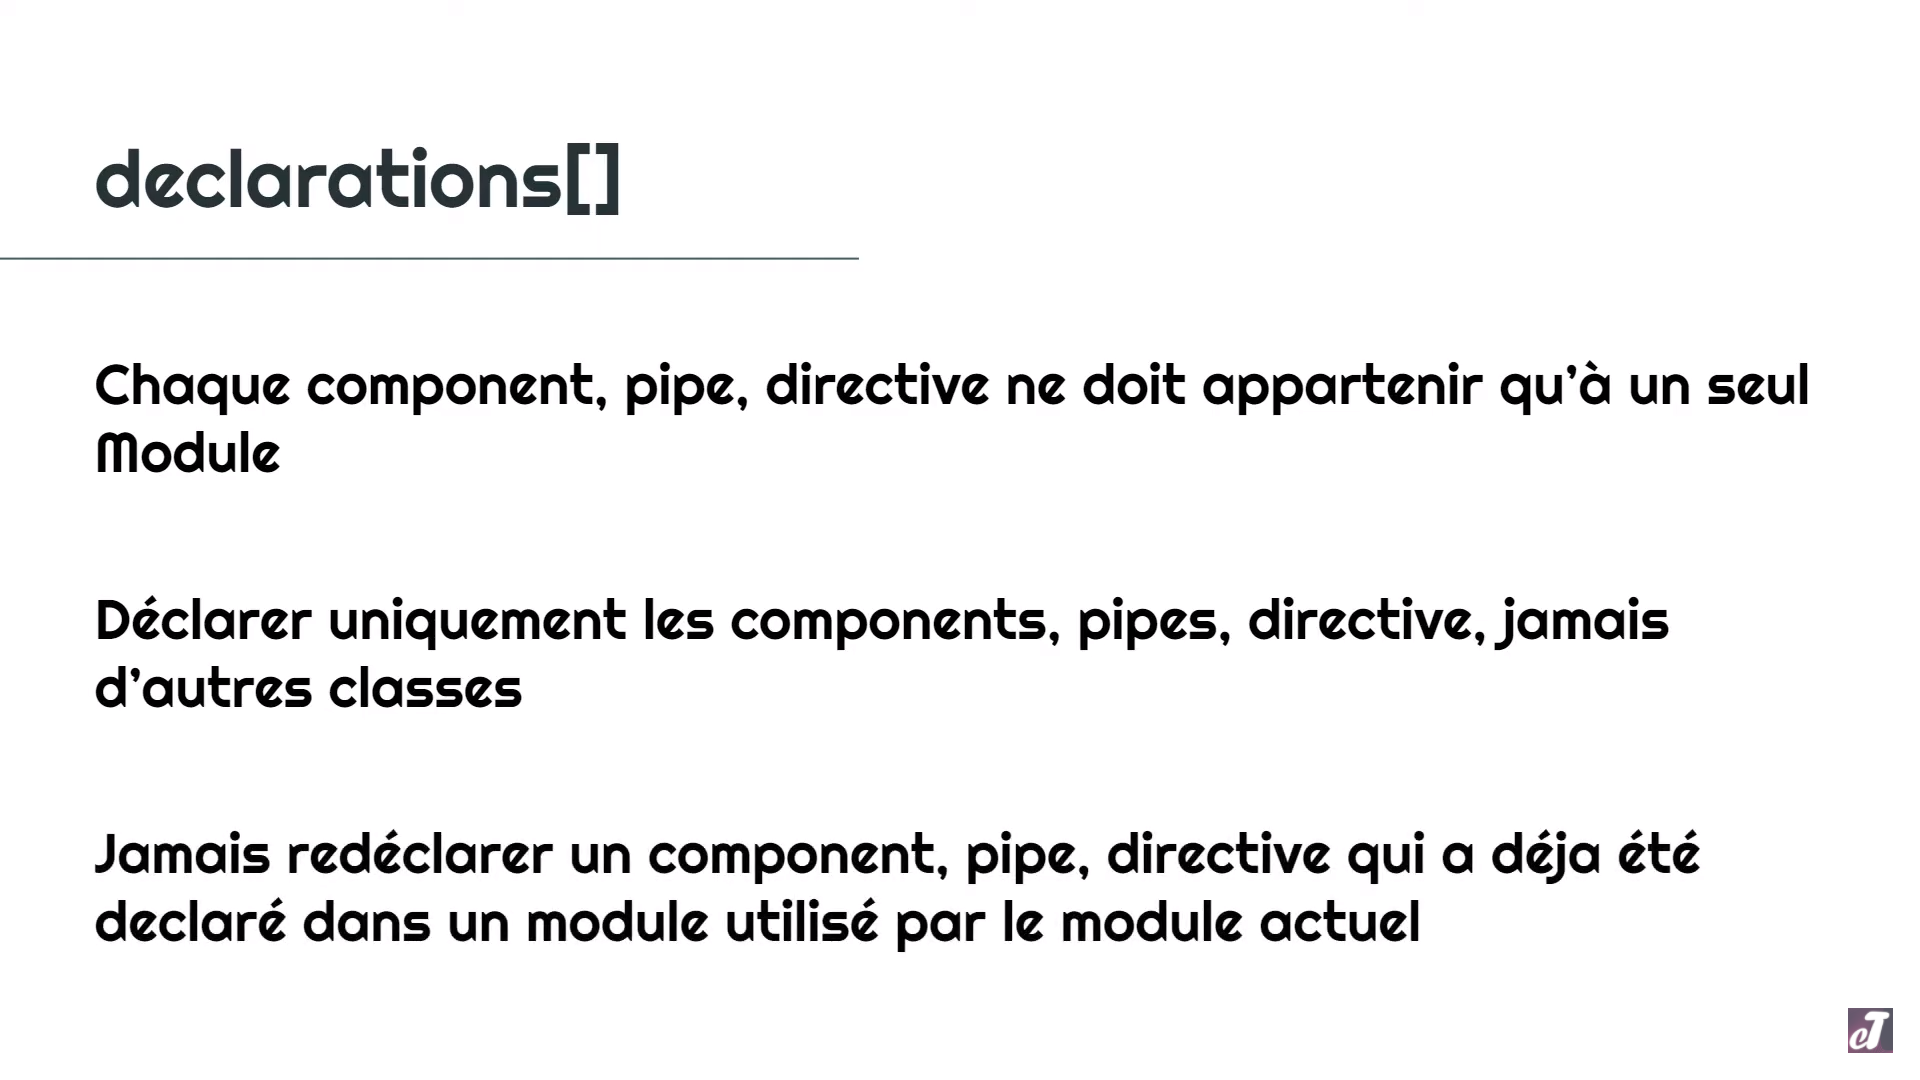 declarations[]
Chaque component, pipe, directive ne doit appartenir qu’à un seul
Module
Déclarer uniquement les components, pipes, directive, jamais
d’autres classes
Jamais redéclarer un component, pipe, directive qui a déja été
declaré dans un module utilisé par le module actuel
cT